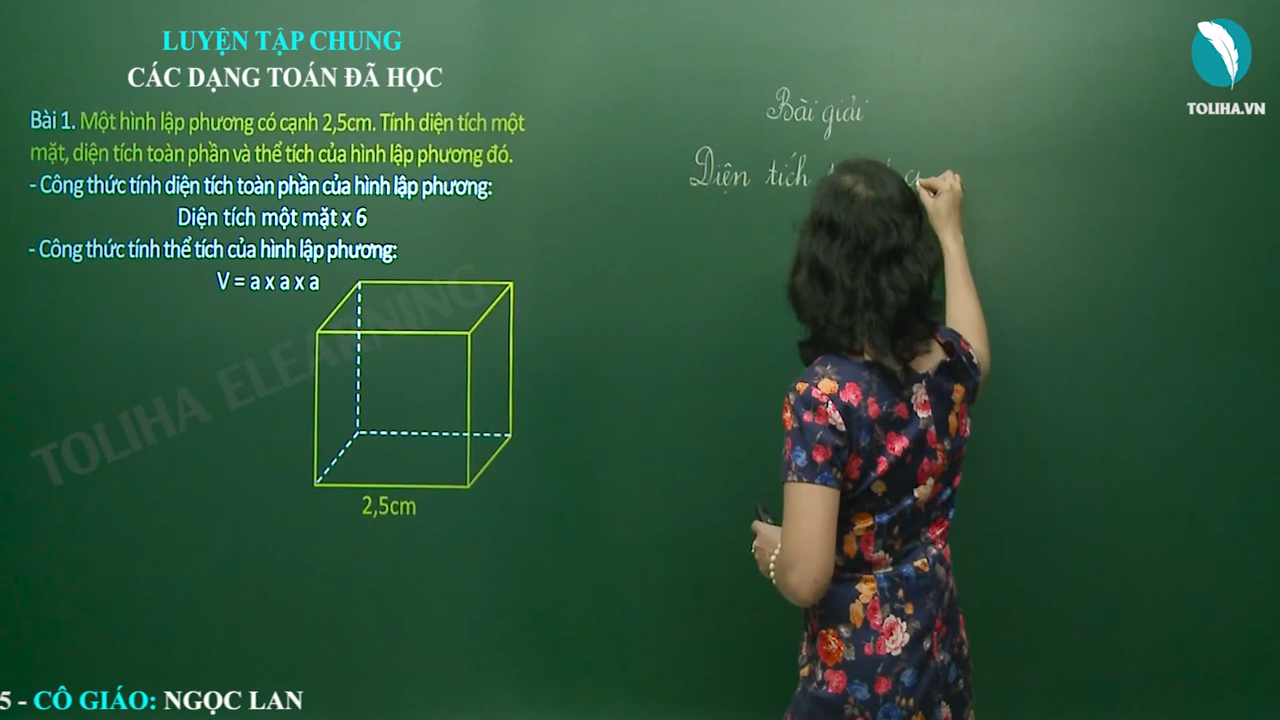 LUYỆN TẬP CHUNG
CÁC DẠNG TOÁN ĐÃ HỌC
Bài 1. Một hình lập phương có cạnh 2,5cm. Tính diện tích một
mặt, diện tích toàn phần và thể tích của hình lập phương đó.
- Công thức tính diện tích toàn phần của hình lập phương:
Diện tích một mặt x 6
- Công thức tính thể tích của hình lập phương:
V = a x a x a
2,5cm
TOLIHA ELEARNING
Bài giải
Diện tích
TOLIHA.VN
5 - CÔ GIÁO: NGỌC LAN